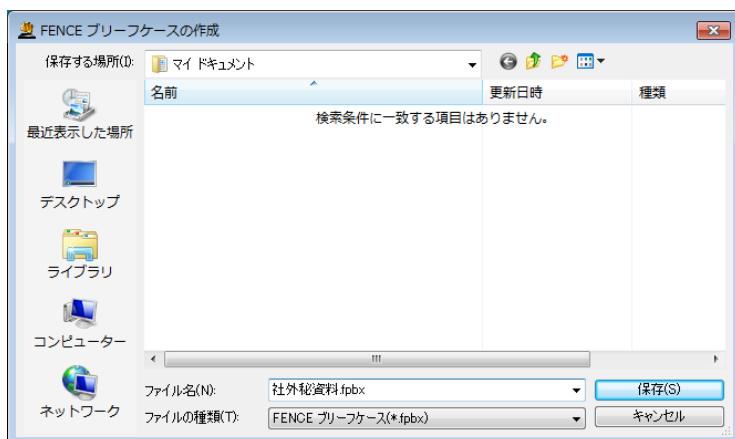 FENCE ブリーフケースの作成
保存する場所(I):
マイ ドキュメント
名前
更新日時
種類
検索条件に一致する項目はありません。
最近表示した場所
デスクトップ
ライブラリ
コンピューター
ネットワーク
ファイル名(N):
社外秘資料.fpbx
保存(S)
ファイルの種類(T):
FENCE ブリーフケース(*.fpbx)
キャンセル